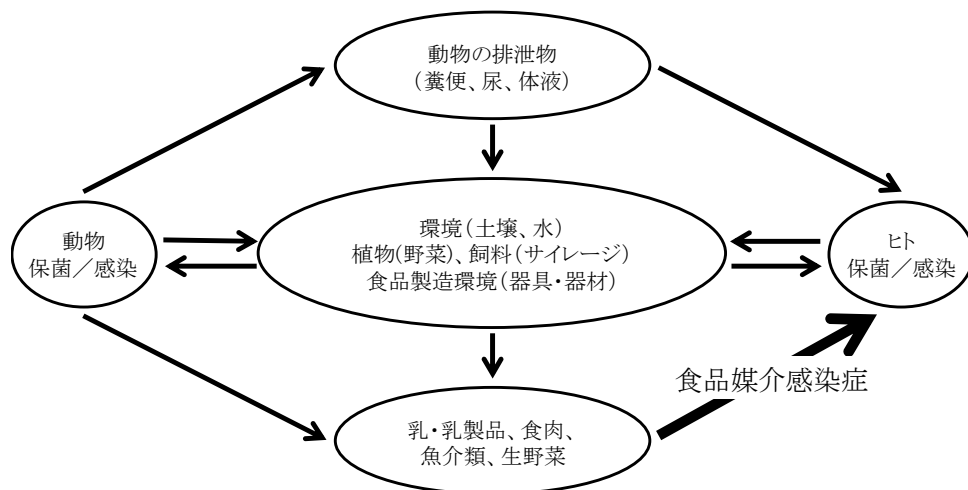 動物の排泄物
(糞便、尿、体液)
環境(土壌、水)
植物(野菜)、飼料(サイレージ)
食品製造環境(器具・器材)
動物
保菌／感染
ヒト
保菌／感染
食品媒介感染症
乳・乳製品、食肉、
魚介類、生野菜